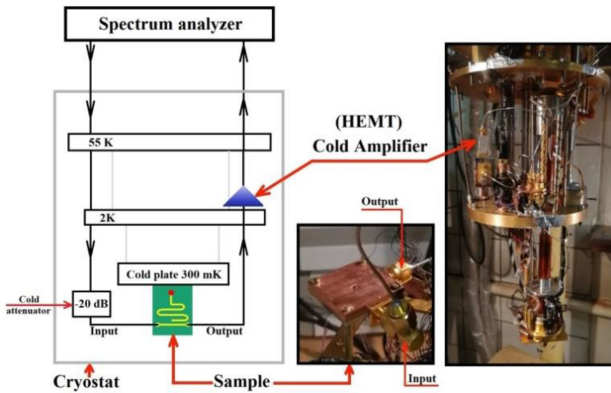 Spectrum analyzer
55 K
(HEMT)
Cold Amplifier
2K
Output
Cold plate 300 mK
Cold
attenuator
-20 dB
Input
Output
Cryostat
Sample
Input